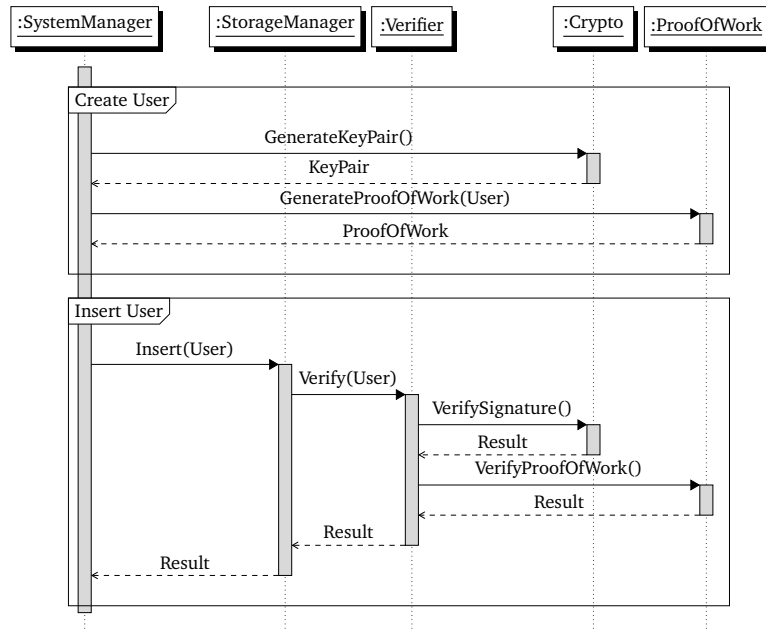 :SystemManager
:StorageManager
:Verifier
:Crypto
:ProofOfWork
Create User
GenerateKeyPair()
KeyPair
GenerateProofOfWork(User)
ProofOfWork
Insert User
Insert(User)
Verify(User)
VerifySignature()
Result
VerifyProofOfWork()
Result
Result
Result